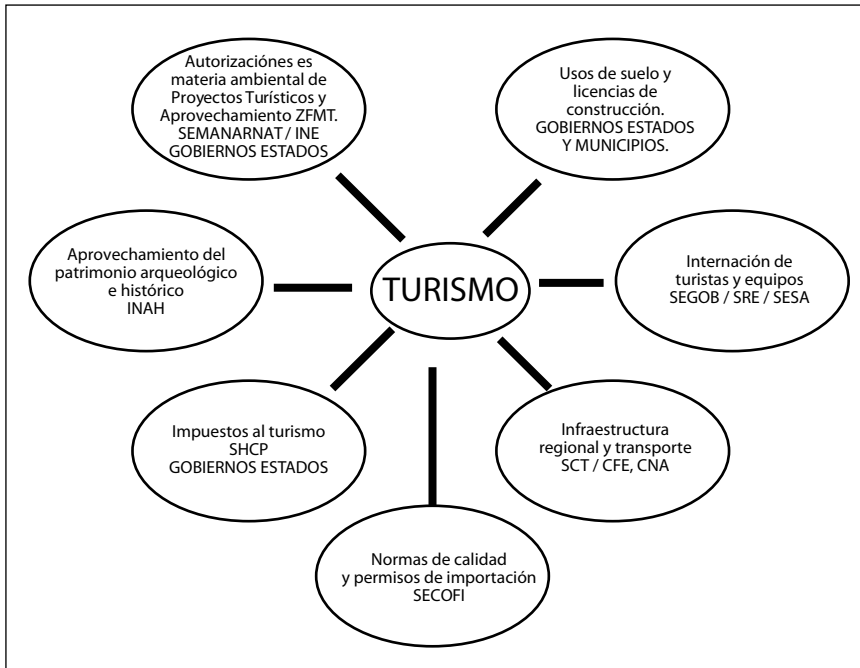 Autorizaciónes es
materia ambiental de
Proyectos Turísticos y
Aprovechamiento ZFMT.
SEMANARNAT / INE
GOBIERNOS ESTADOS
Usos de suelo y
licencias de
construcción.
GOBIERNOS ESTADOS
Y MUNICIPIOS.
Aprovechamiento del
patrimonio arqueológico
e histórico
INAH
TURISMO
Internación de
turistas y equipos
SEGOB / SRE / SESA
Impuestos al turismo
SHCP
GOBIERNOS ESTADOS
Infraestructura
regional y transporte
SCT / CFE, CNA
Normas de calidad
y permisos de importación
SECOFI